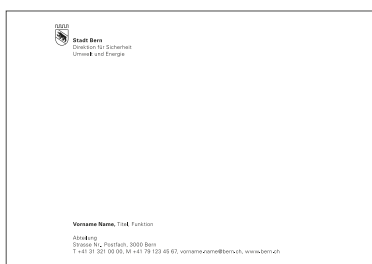 Stadt Bern
Direktion für Sicherheit
Umwelt und Energie
Vorname Name, Titel, Funktion
Abteilung
Strasse Nr., Postfach, 3000 Bern
T +41 31 321 00 00, M +41 79 123 45 67, vorname.name@bern.ch, www.bern.ch